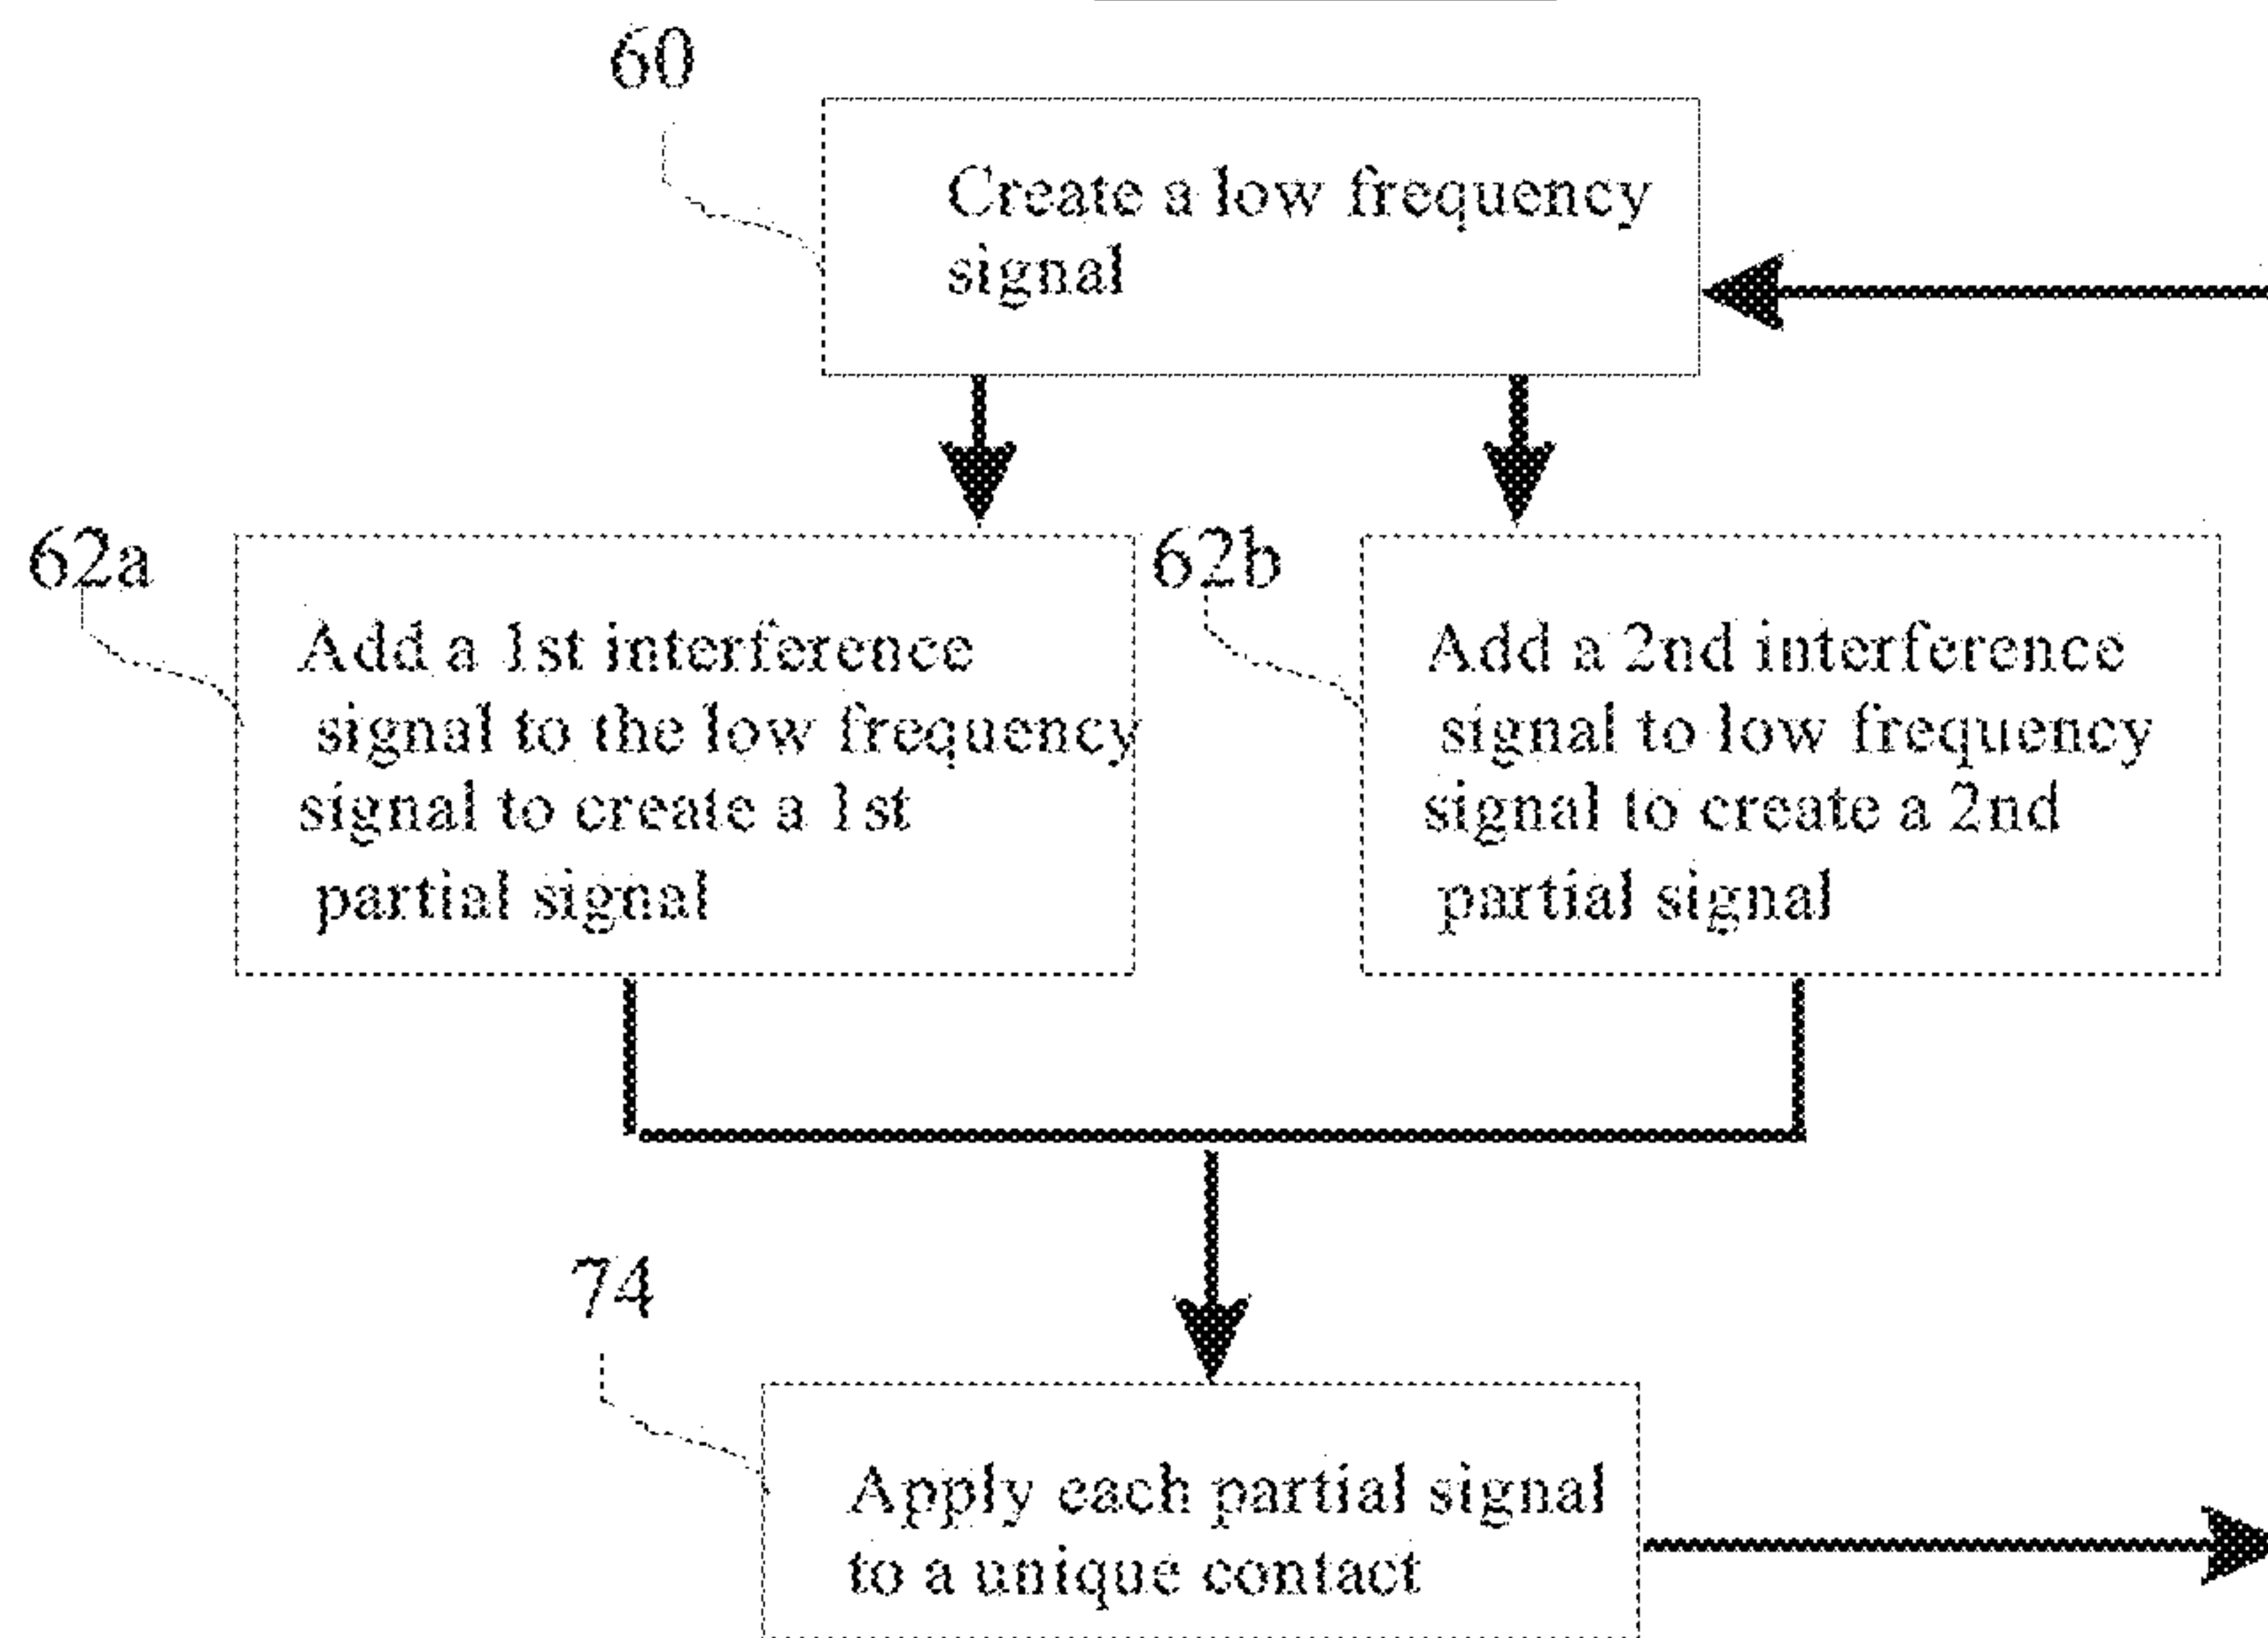 60
Create a low frequency
signal
62a
Add a 1st interference
signal to the low frequency
signal to create a 1st
partial signal
62b
Add a 2nd interference
signal to low frequency
signal to create a 2nd
partial signal
74
Apply each partial signal
to a unique contact